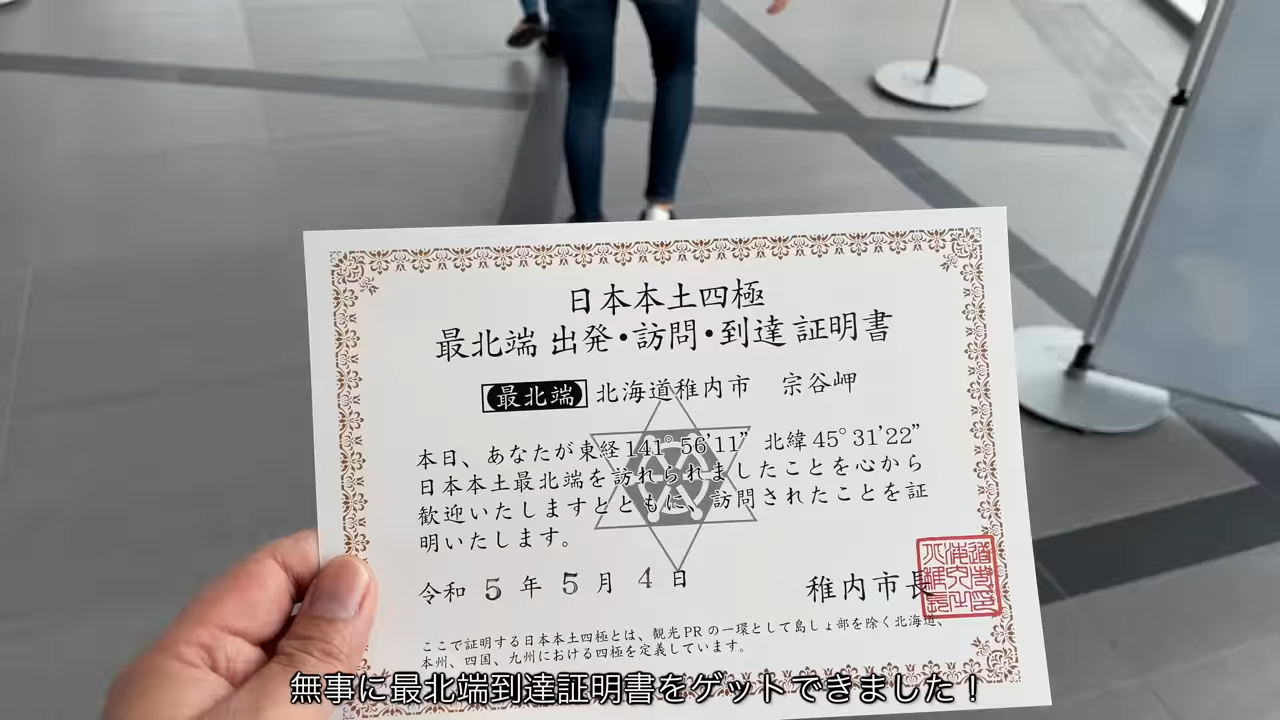 日本本土四極
最北端 出発・訪問・到達 証明書
最北端 北海道稚内市 宗谷岬
本日、あなたが東経141°56’11” 北緯45°31’22”
日本本土最北端を訪れられましたことを心から
歓迎いたしますとともに、訪問されたことを証
明いたします。
令和 5 年 5 月 4 日
稚内市長
ここで証明する日本本土四極とは、観光PRの一環として島しょ部を除く北海道、
本州、四国、九州における四極を定義しています。
無事に最北端到達証明書をゲットできました！